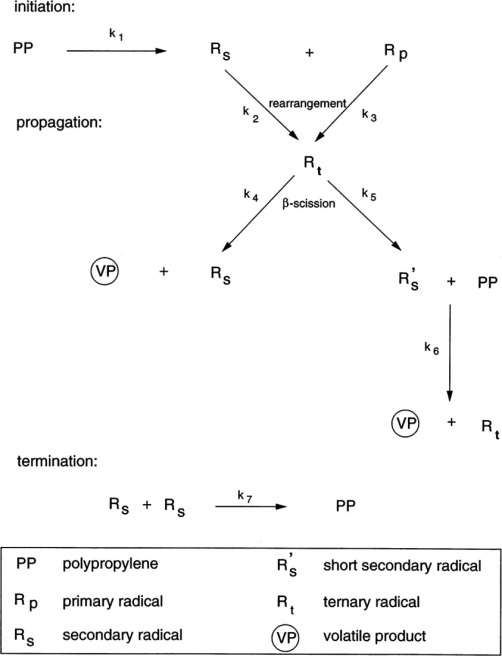 initiation:
k1
PP Rs + Rp
rearrangement
k2 k3
propagation:
Rt
k4 k5
β-scission
VP + Rs Rs' + PP
k6
VP + Rt
termination:
k7
Rs + Rs PP
PP polypropylene Rs' short secondary radical
Rp primary radical Rt ternary radical
Rs secondary radical VP volatile product